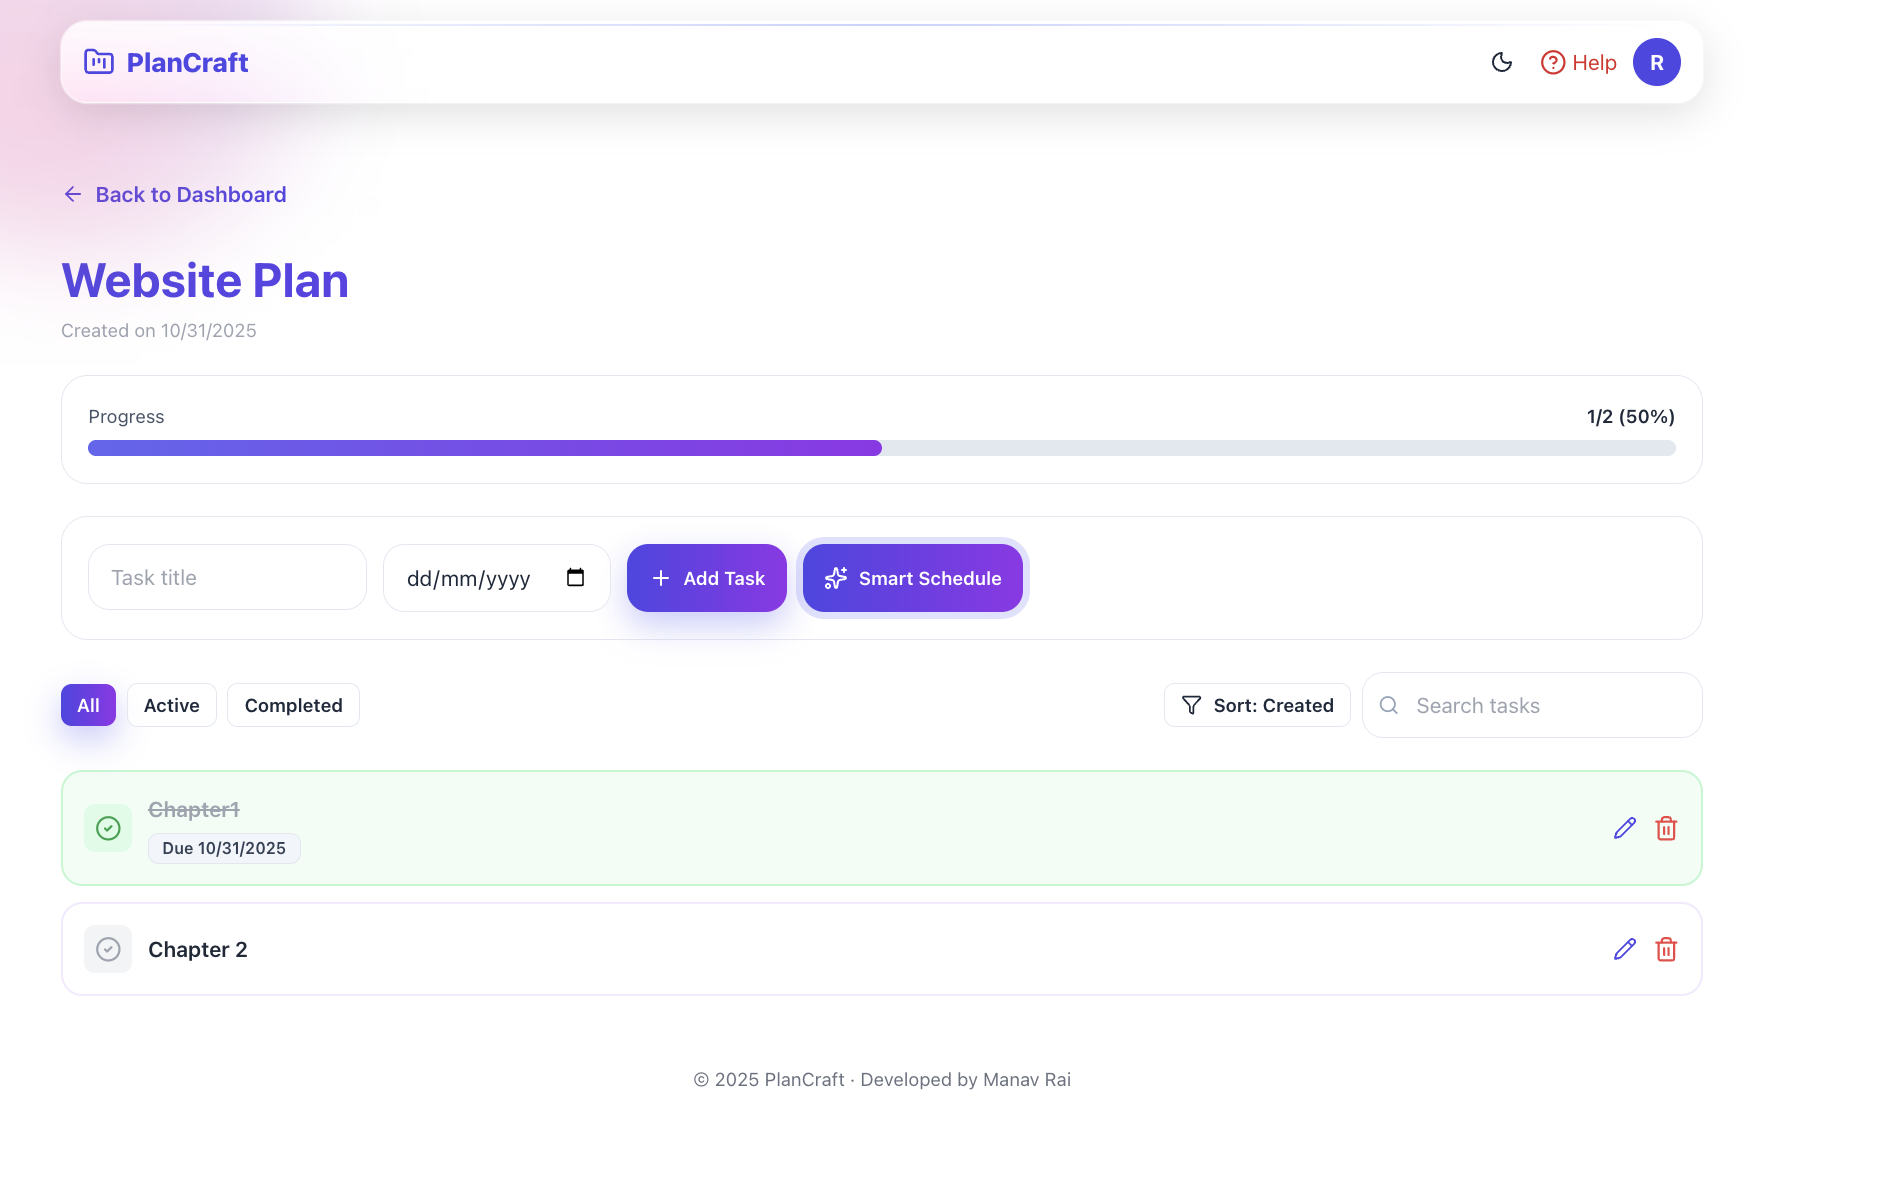 PlanCraft
Help
R
Back to Dashboard
Website Plan
Created on 10/31/2025
Progress
1/2 (50%)
Task title
dd/mm/yyyy
Add Task
Smart Schedule
All
Active
Completed
Sort: Created
Search tasks
Chapter1
Due 10/31/2025
Chapter 2
© 2025 PlanCraft · Developed by Manav Rai